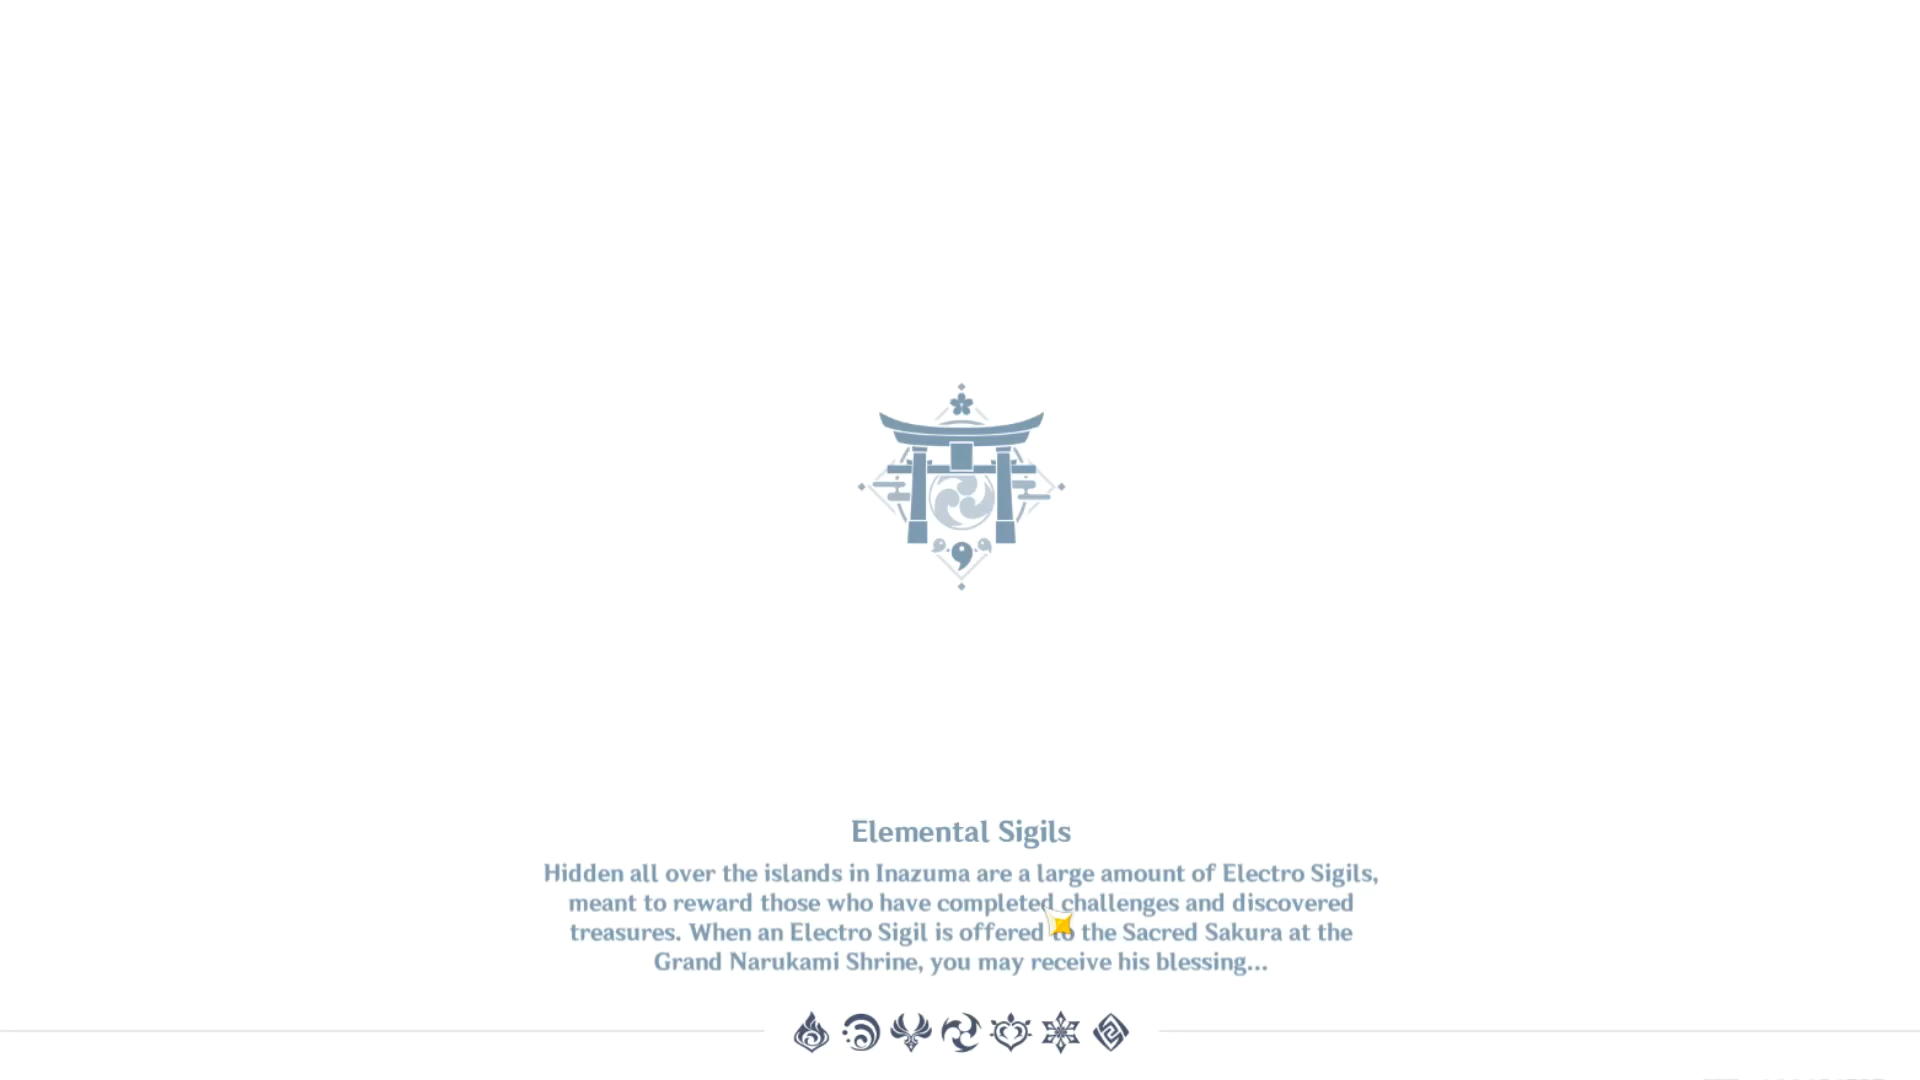 Elemental Sigils
Hidden all over the islands in Inazuma are a large amount of Electro Sigils,
meant to reward those who have completed challenges and discovered
treasures. When an Electro Sigil is offered to the Sacred Sakura at the
Grand Narukami Shrine, you may receive his blessing...